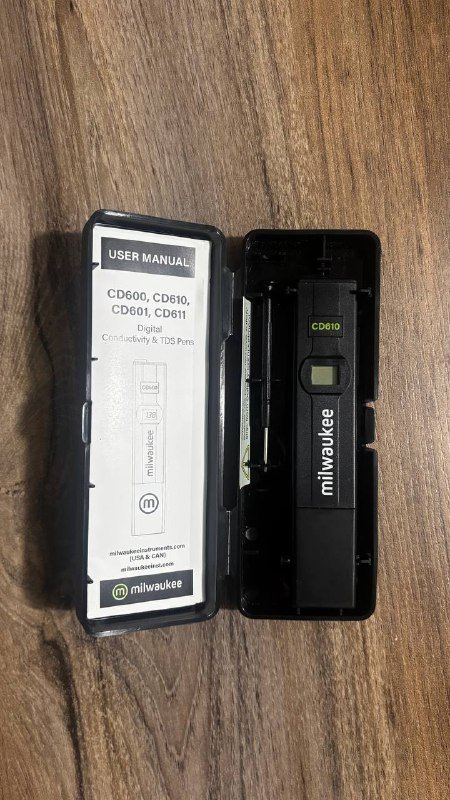 USER MANUAL
CD600, CD610,
CD601, CD611
Digital
Conductivity & TDS Pens
CD600
milwaukee
milwaukeeinstruments.com
(USA & CAN)
milwaukeeinst.com
milwaukee
CD610
milwaukee